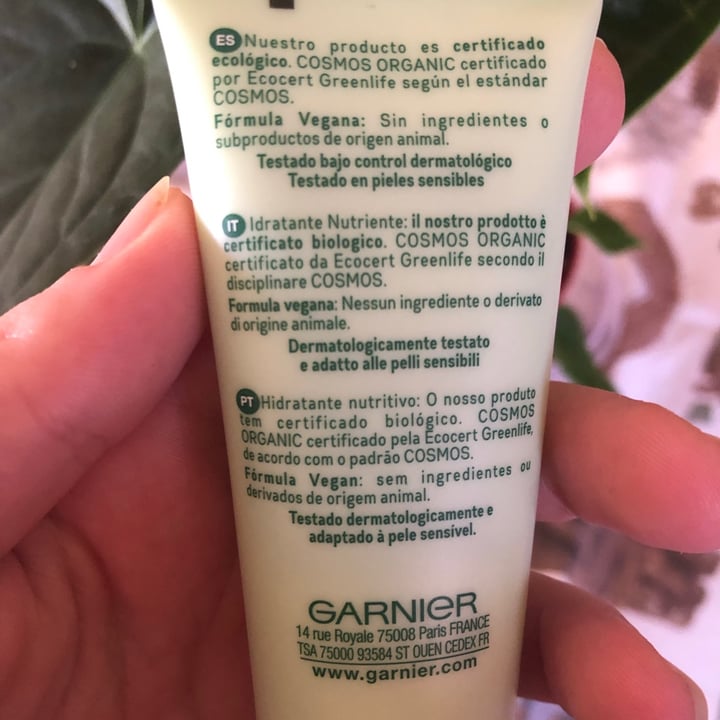 ES Nuestro producto es certificado
ecológico. COSMOS ORGANIC certificado
por Ecocert Greenlife según el estándar
COSMOS.
Fórmula Vegana: Sin ingredientes o
subproductos de origen animal.
Testado bajo control dermatológico
Testado en pieles sensibles
IT Idratante Nutriente: il nostro prodotto è
certificato biologico. COSMOS ORGANIC
certificato da Ecocert Greenlife secondo il
disciplinare COSMOS.
Formula vegana: Nessun ingrediente o derivato
di origine animale.
Dermatologicamente testato
e adatto alle pelli sensibili
PT Hidratante nutritivo: O nosso produto
tem certificado biológico. COSMOS
ORGANIC certificado pela Ecocert Greenlife,
de acordo com o padrão COSMOS.
Fórmula Vegan: sem ingredientes ou
derivados de origem animal.
Testado dermatologicamente e
adaptado à pele sensível.
GARNIER
14 rue Royale 75008 Paris FRANCE
TSA 75000 93584 ST OUEN CEDEX FR
www.garnier.com